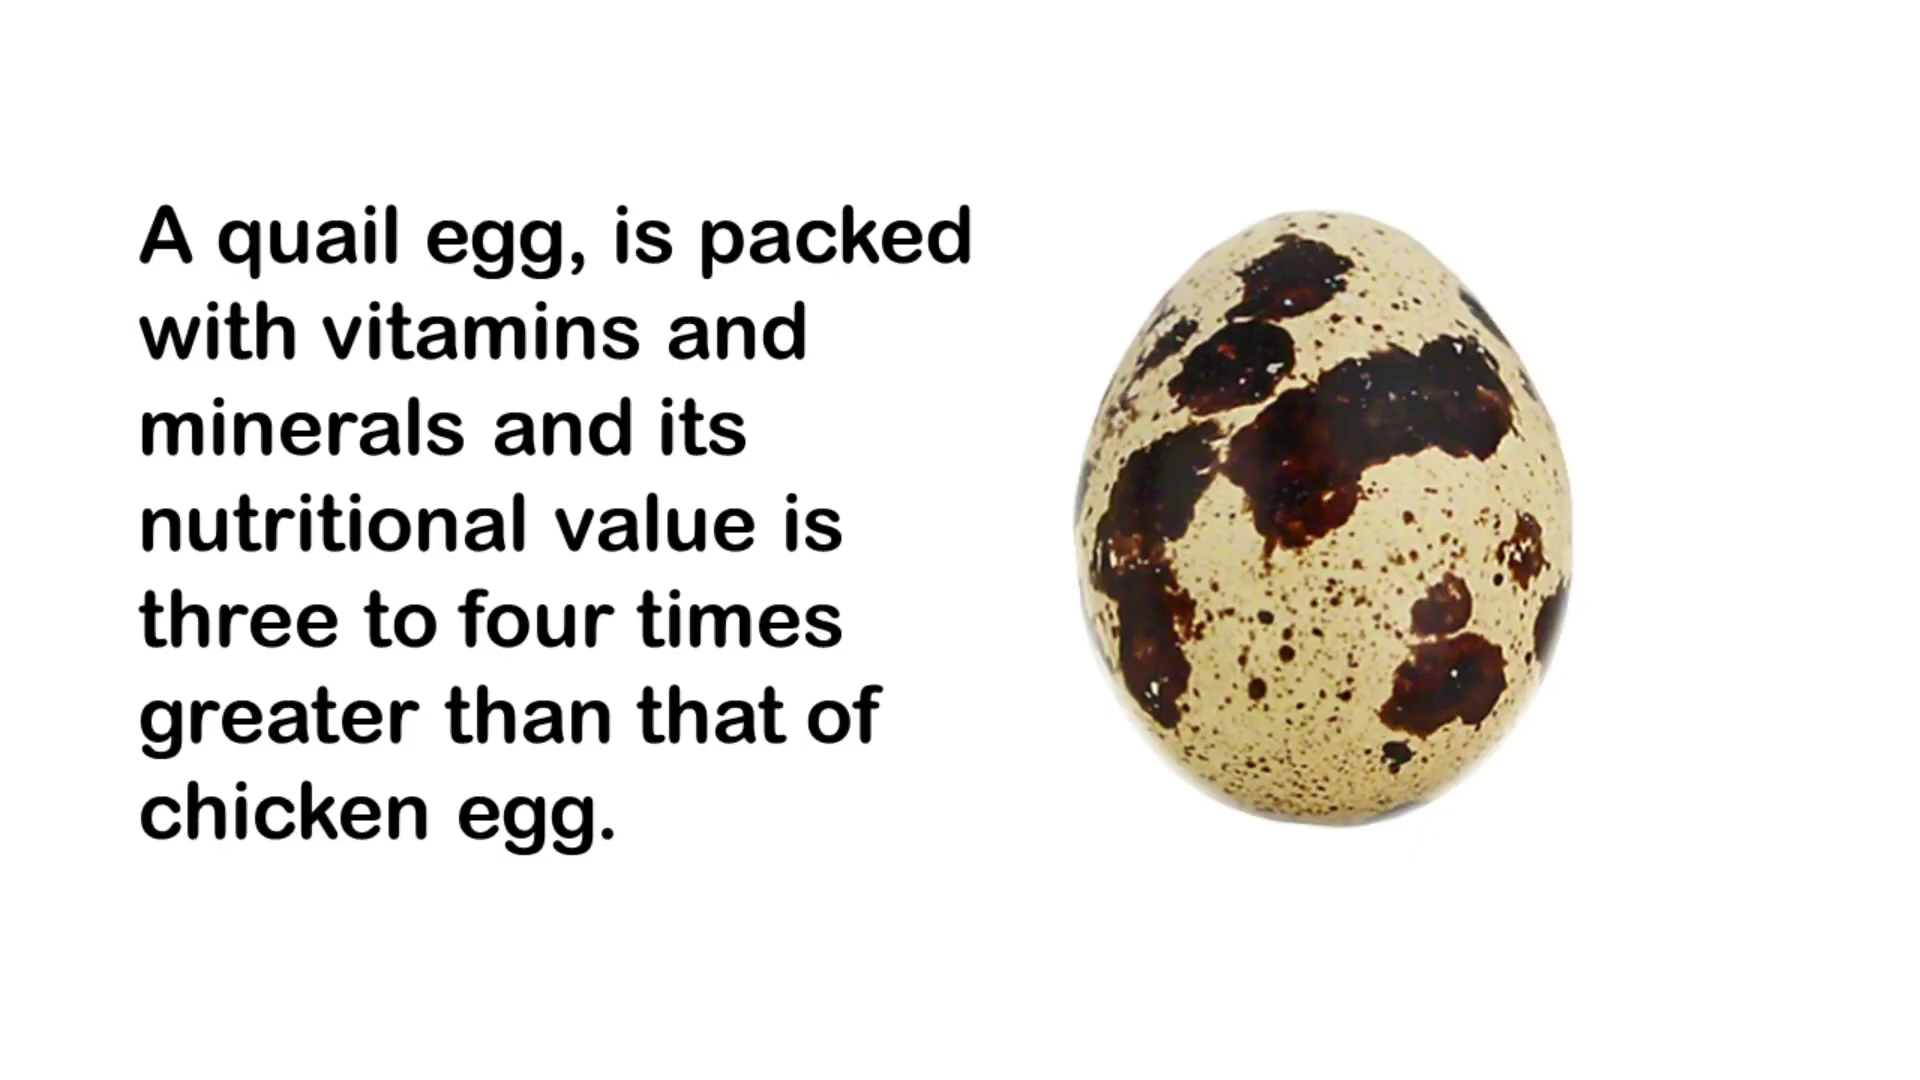 A quail egg, is packed
with vitamins and
minerals and its
nutritional value is
three to four times
greater than that of
chicken egg.